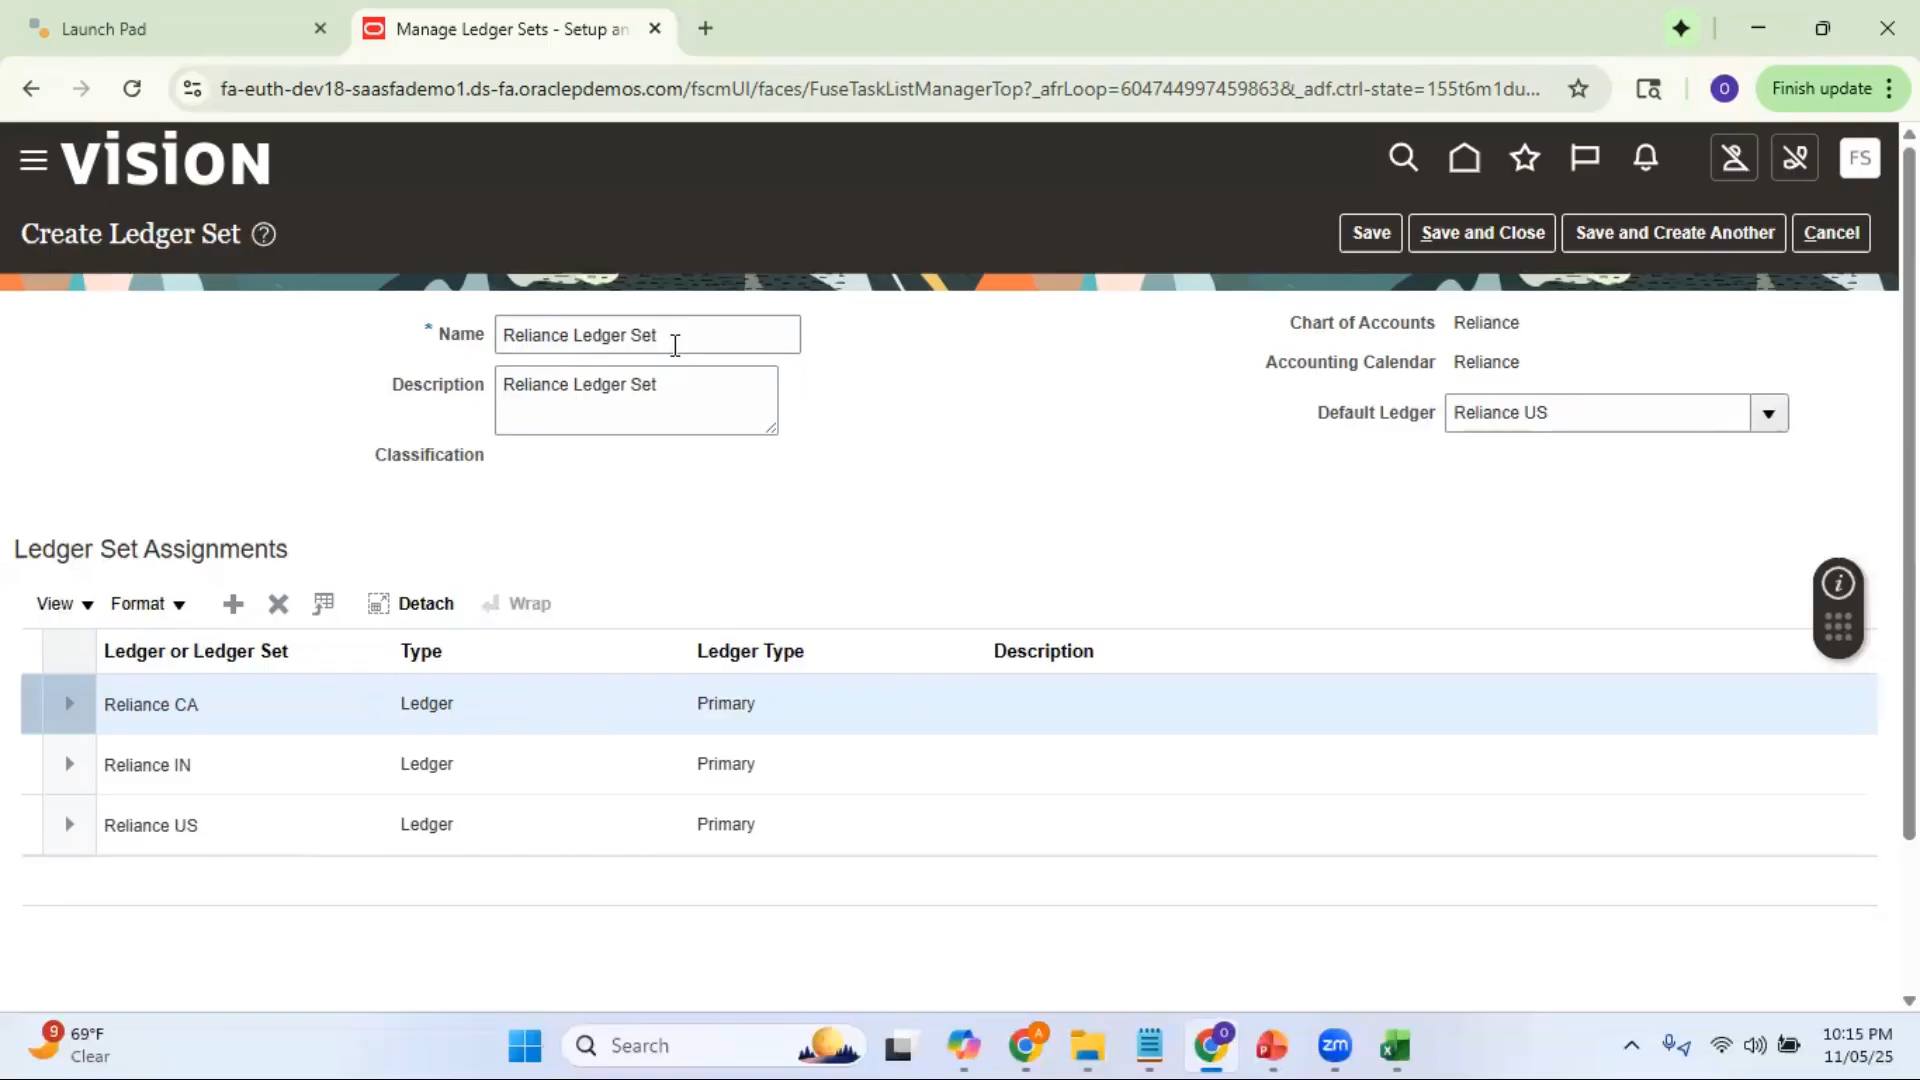 Launch Pad
Manage Ledger Sets - Setup an
fa-euth-dev18-saasfademo1.ds-fa.oraclepdemos.com/fscmUI/faces/FuseTaskListManagerTop?_afrLoop=604744997459863&_adf.ctrl-state=155t6m1du...
O
Finish update
VISION
FS
Create Ledger Set ?
Save
Save and Close
Save and Create Another
Cancel
* Name
Reliance Ledger Set
Description
Reliance Ledger Set
Classification
Chart of Accounts Reliance
Accounting Calendar Reliance
Default Ledger Reliance US
Ledger Set Assignments
View Format Detach Wrap
Ledger or Ledger Set Type Ledger Type Description
Reliance CA Ledger Primary
Reliance IN Ledger Primary
Reliance US Ledger Primary
9
69°F
Clear
Search
A
O
zm
10:15 PM
11/05/25